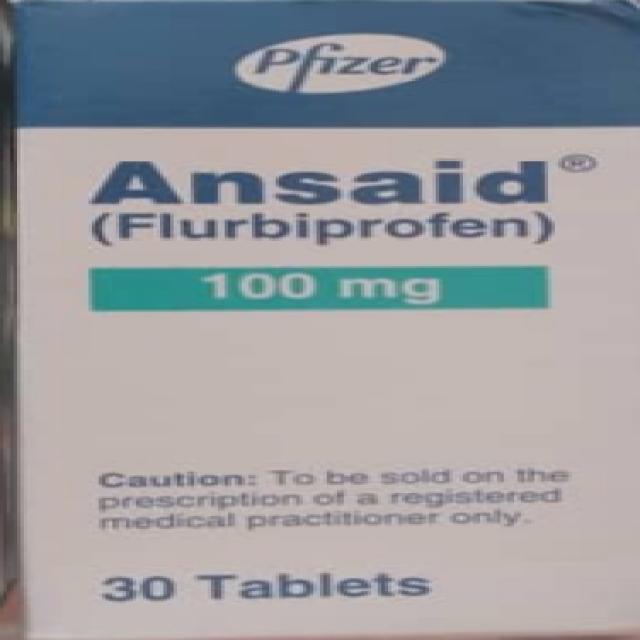 Pfizer
Ansaid®
(Flurbiprofen)
100 mg
Caution: To be sold on the
prescription of a registered
medical practitioner only.
30 Tablets